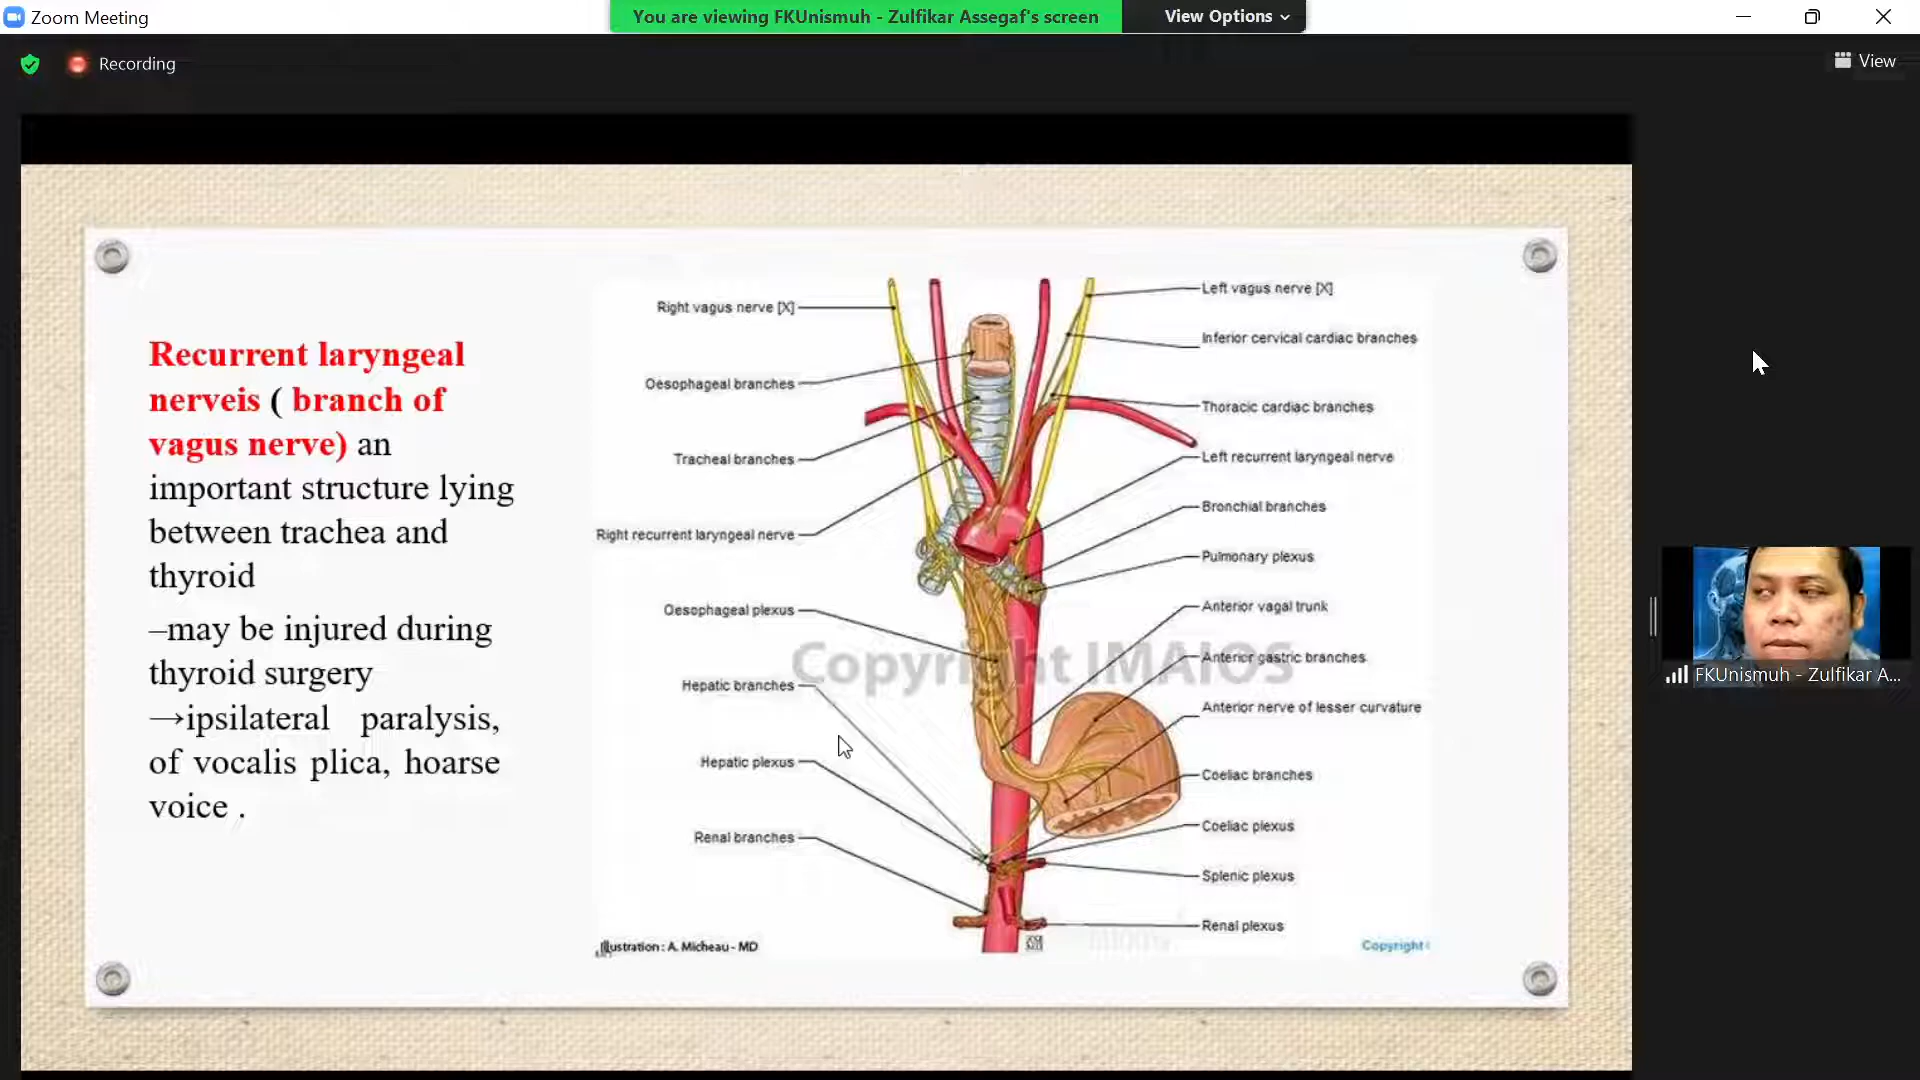 Zoom Meeting
You are viewing FKUnismuh - Zulfikar Assegaf's screen
View Options
Recording
View
Recurrent laryngeal
nerveis ( branch of
vagus nerve) an
important structure lying
between trachea and
thyroid
–may be injured during
thyroid surgery
→ipsilateral paralysis,
of vocalis plica, hoarse
voice .
Right vagus nerve [X]
Oesophageal branches
Tracheal branches
Right recurrent laryngeal nerve
Oesophageal plexus
Hepatic branches
Hepatic plexus
Renal branches
Left vagus nerve [X]
Inferior cervical cardiac branches
Thoracic cardiac branches
Left recurrent laryngeal nerve
Bronchial branches
Pulmonary plexus
Anterior vagal trunk
Anterior gastric branches
Anterior nerve of lesser curvature
Coeliac branches
Coeliac plexus
Splenic plexus
Renal plexus
Copyright IMAIOS
Illustration : A. Micheau - MD
Copyright
FKUnismuh - Zulfikar A...